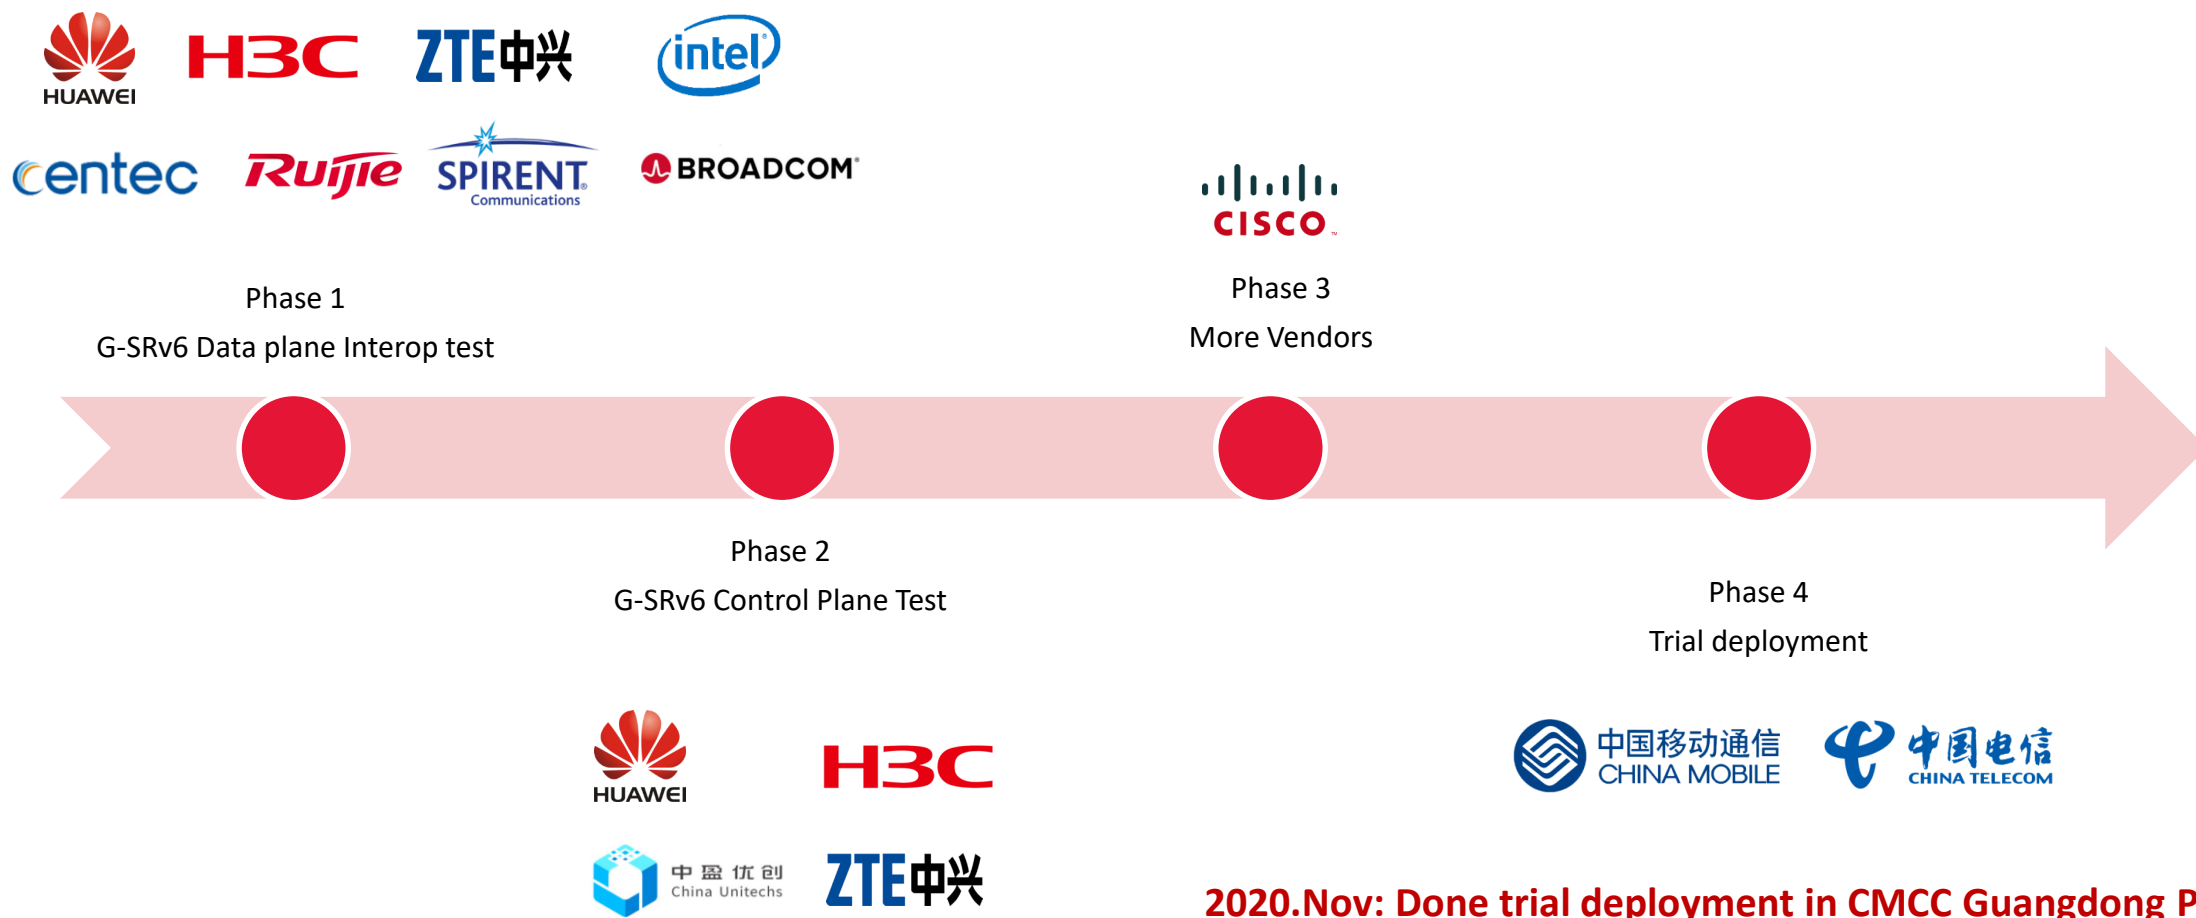 HUAWEI
H3C
ZTE中兴
intel
centec
Ruijie
SPIRENT
Communications
BROADCOM
CISCO
Phase 1
G-SRv6 Data plane Interop test
Phase 3
More Vendors
Phase 2
G-SRv6 Control Plane Test
Phase 4
Trial deployment
中国移动通信
CHINA MOBILE
中国电信
CHINA TELECOM
HUAWEI
H3C
中盈优创
China Unitechs
ZTE中兴
2020.Nov: Done trial deployment in CMCC Guangdong P